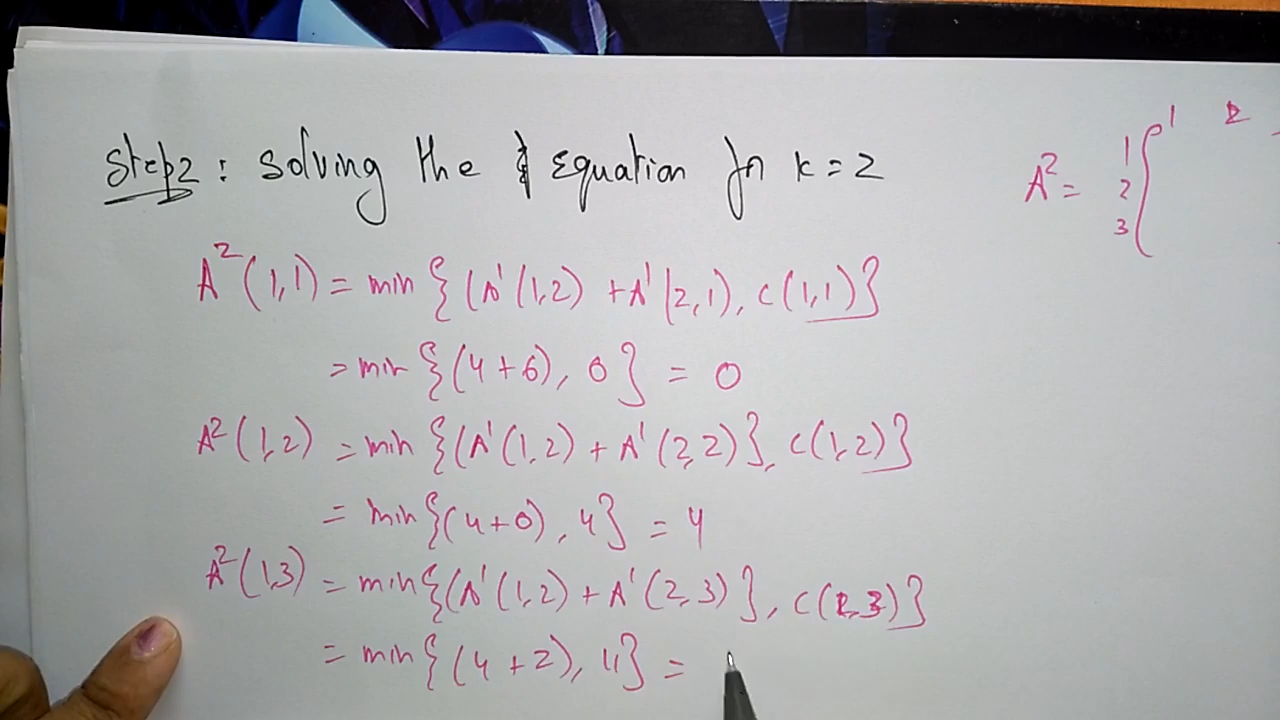 Step2 : Solving the Equation for k = 2
A² = 1 2
1
2
3
A²(1,1) = min {(A¹(1,2) + A¹(2,1), C(1,1)}
= min {(4+6), 0} = 0
A²(1,2) = min {(A¹(1,2) + A¹(2,2)}, C(1,2)}
= min {(4+0), 4} = 4
A²(1,3) = min {(A¹(1,2) + A¹(2,3)}, C(1,3)}
= min {(4+2), 11} =